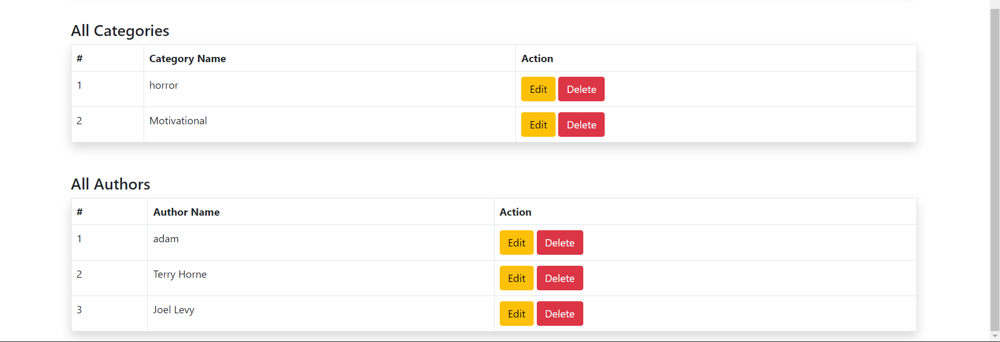 All Categories
# Category Name Action
1 horror Edit Delete
2 Motivational Edit Delete
All Authors
# Author Name Action
1 adam Edit Delete
2 Terry Horne Edit Delete
3 Joel Levy Edit Delete